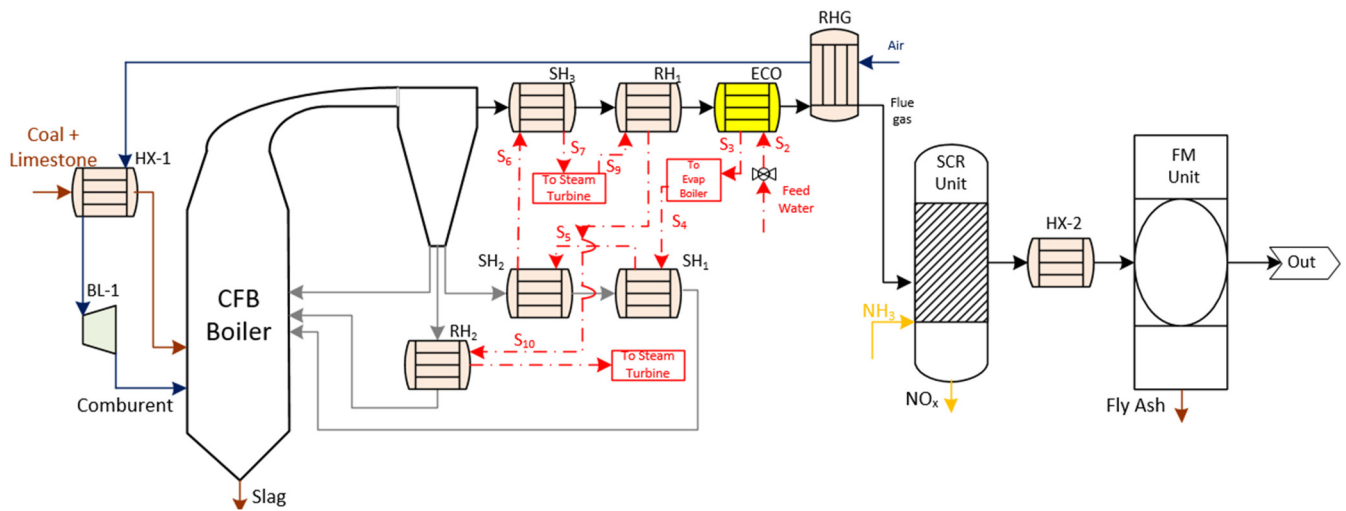 RHG
Air
SH3
RH1
ECO
Flue
gas
Coal +
Limestone
HX-1
S6
S7
S9
S3
S2
To Steam
Turbine
To
Evap
Boiler
Feed
Water
SCR
Unit
FM
Unit
S5
S4
SH2
SH1
HX-2
Out
BL-1
CFB
Boiler
NH3
RH2
S10
To Steam
Turbine
Comburent
NOx
Fly Ash
Slag